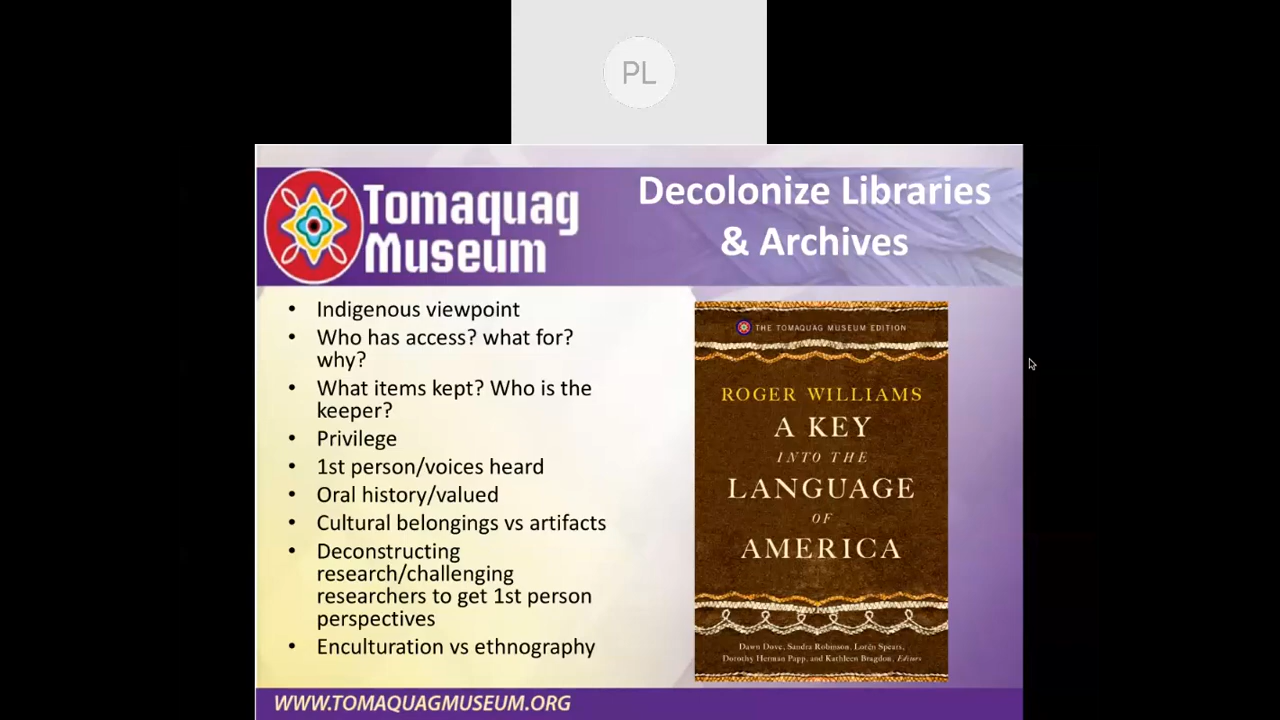 PL
Tomaquag
Museum
Decolonize Libraries
& Archives
• Indigenous viewpoint
• Who has access? what for?
why?
• What items kept? Who is the
keeper?
• Privilege
• 1st person/voices heard
• Oral history/valued
• Cultural belongings vs artifacts
• Deconstructing
research/challenging
researchers to get 1st person
perspectives
• Enculturation vs ethnography
THE TOMAQUAG MUSEUM EDITION
ROGER WILLIAMS
A KEY
INTO THE
LANGUAGE
OF
AMERICA
Dawn Dove, Sandra Robinson, Lorén Spears,
Dorothy Herman Papp, and Kathleen Bragdon, Editors
WWW.TOMAQUAGMUSEUM.ORG